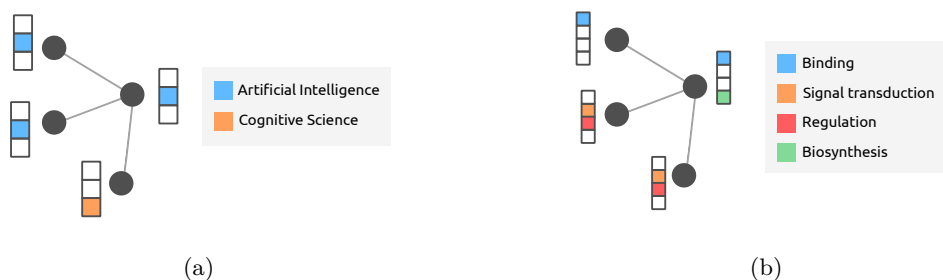 Artificial Intelligence
Cognitive Science
(a)
Binding
Signal transduction
Regulation
Biosynthesis
(b)